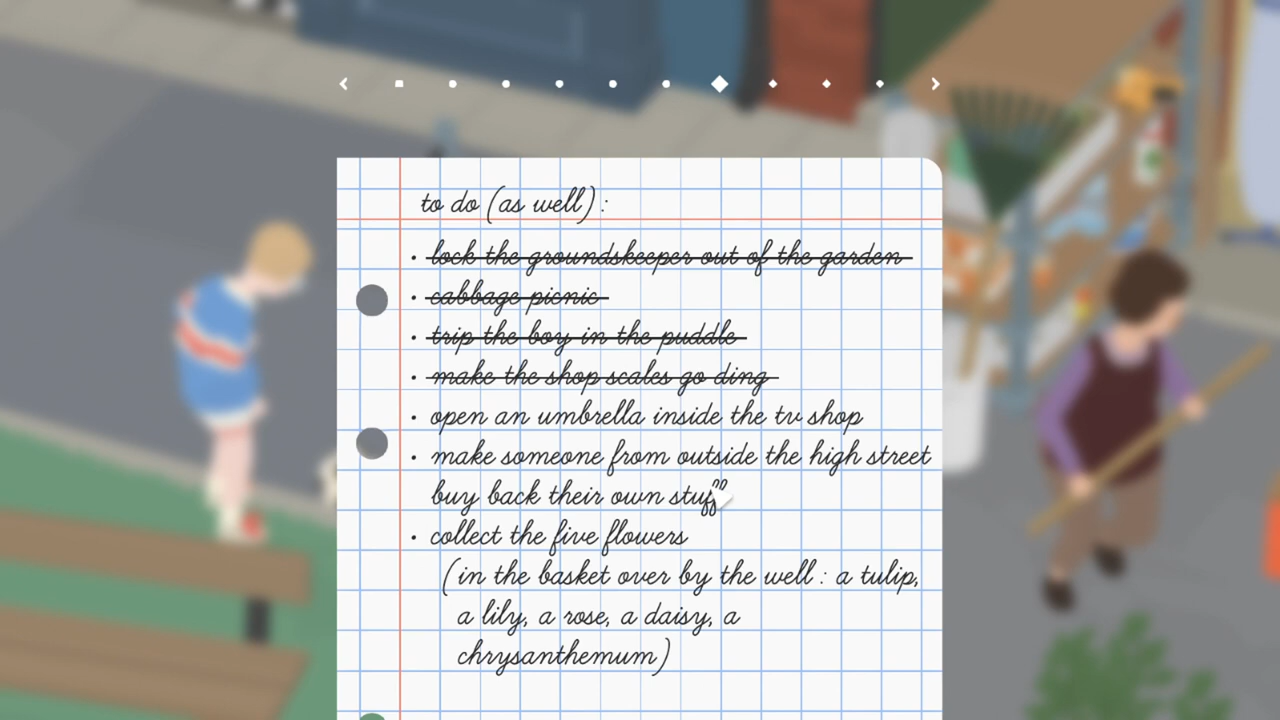 to do (as well):
• lock the groundskeeper out of the garden
• cabbage picnic
• trip the boy in the puddle
• make the shop scales go ding
• open an umbrella inside the tv shop
• make someone from outside the high street
buy back their own stuff
• collect the five flowers
(in the basket over by the well: a tulip,
a lily, a rose, a daisy, a
chrysanthemum)